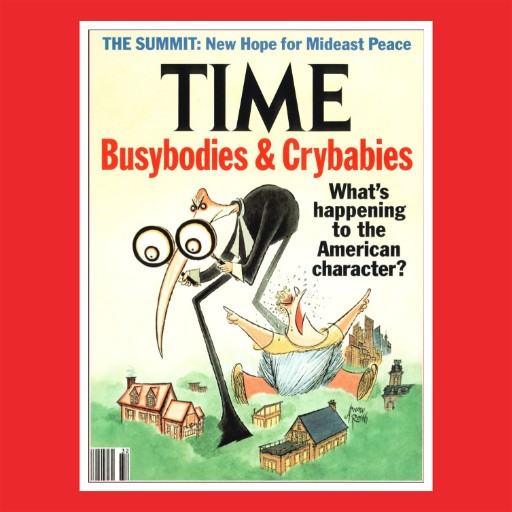 THE SUMMIT: New Hope for Mideast Peace
TIME
Busybodies & Crybabies
What's
happening
to the
American
character?